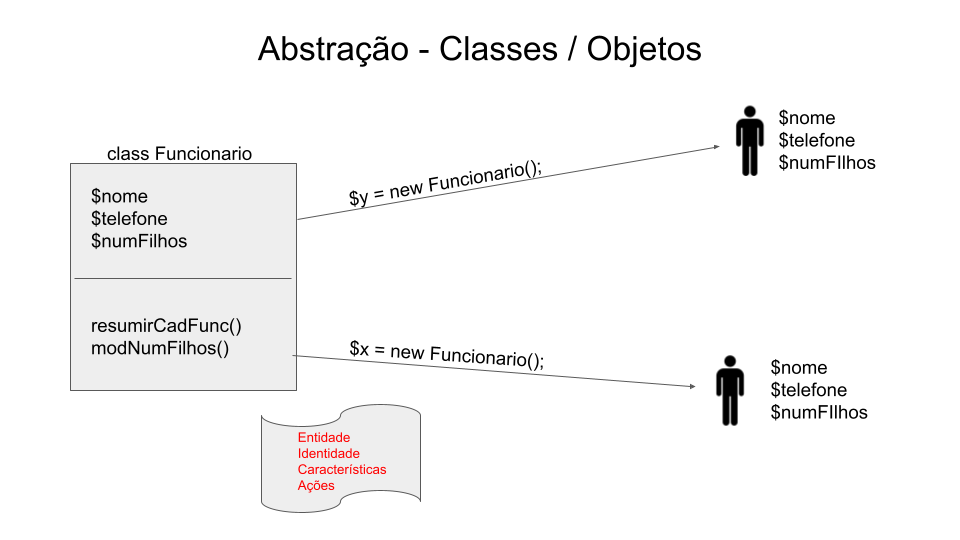 Abstração - Classes / Objetos
class Funcionario
$nome
$telefone
$numFilhos
resumirCadFunc()
modNumFilhos()
$y = new Funcionario();
$nome
$telefone
$numFIlhos
$x = new Funcionario();
$nome
$telefone
$numFIlhos
Entidade
Identidade
Características
Ações